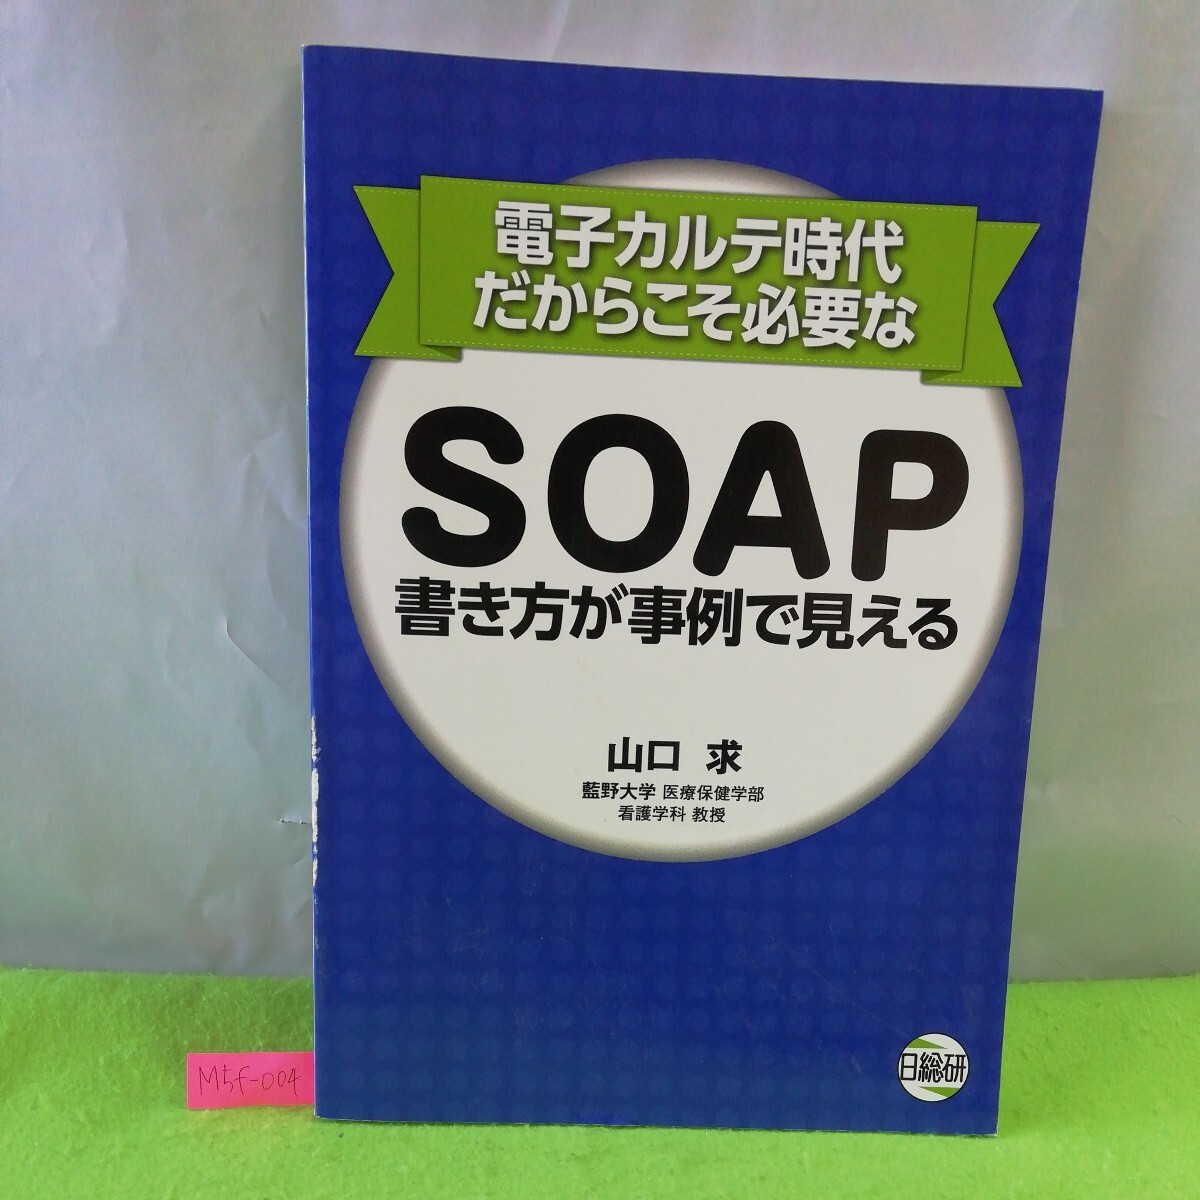 電子カルテ時代
だからこそ必要な
SOAP
書き方が事例で見える
山口 求
藍野大学 医療保健学部
看護学科 教授
日総研
M5f-004